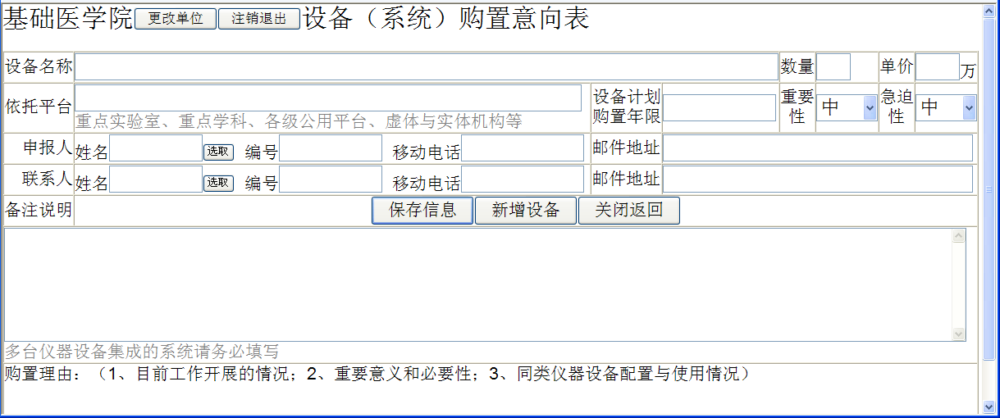 基础医学院 更改单位 注销退出 设备（系统）购置意向表
设备名称 数量 单价 万
依托平台 重点实验室、重点学科、各级公用平台、虚体与实体机构等 设备计划购置年限 重要性 中 急迫性 中
申报人 姓名 选取 编号 移动电话 邮件地址
联系人 姓名 选取 编号 移动电话 邮件地址
备注说明 保存信息 新增设备 关闭返回
多台仪器设备集成的系统请务必填写
购置理由：（1、目前工作开展的情况；2、重要意义和必要性；3、同类仪器设备配置与使用情况）